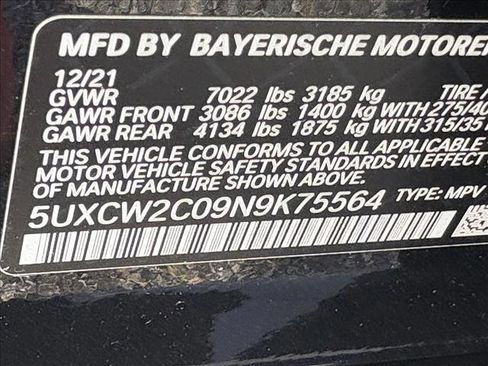 MFD BY BAYERISCHE MOTOREN
12/21
GVWR 7022 lbs 3185 kg TIRE
GAWR FRONT 3086 lbs 1400 kg WITH 275/40
GAWR REAR 4134 lbs 1875 kg WITH 315/35
THIS VEHICLE CONFORMS TO ALL APPLICABLE
MOTOR VEHICLE SAFETY STANDARDS IN EFFECT
MANUFACTURE SHOWN ABOVE.
5UXCW2C09N9K75564 TYPE: MPV